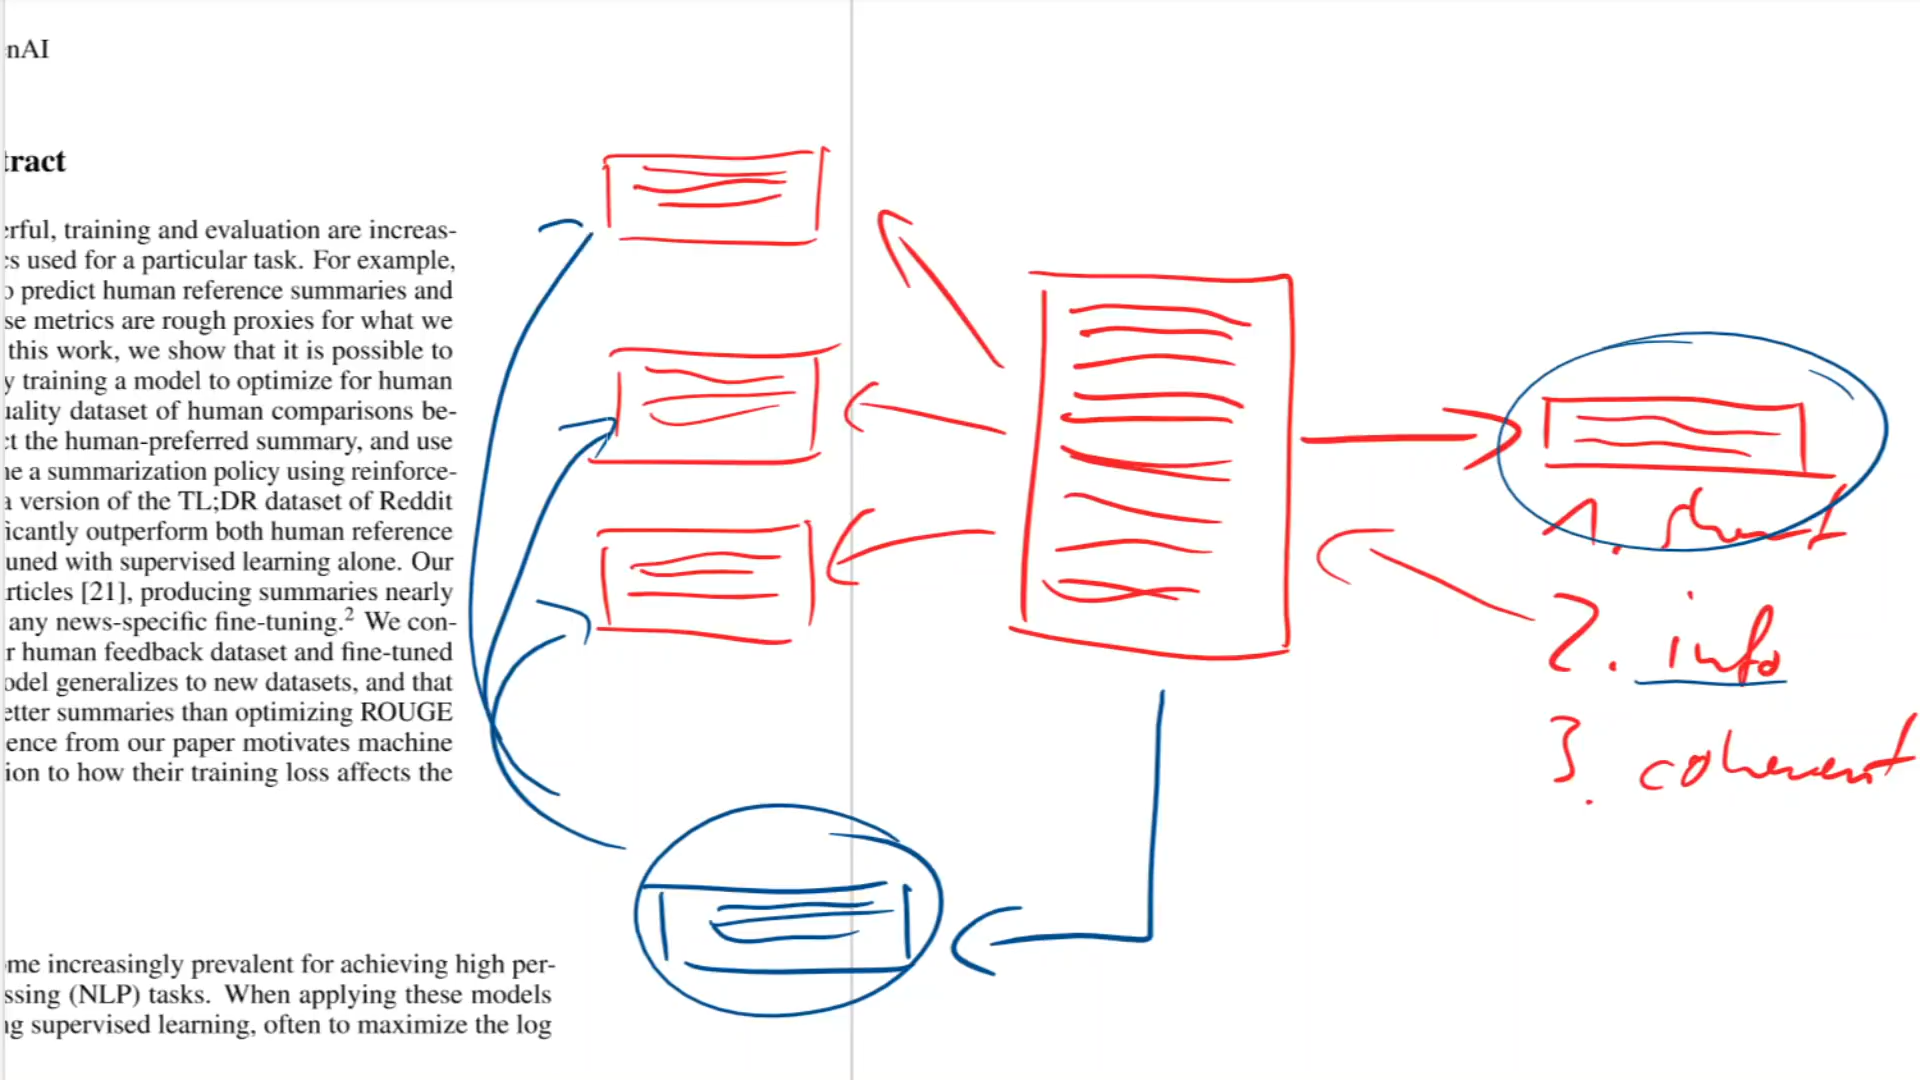 nAI
tract
erful, training and evaluation are increas-
s used for a particular task. For example,
o predict human reference summaries and
se metrics are rough proxies for what we
this work, we show that it is possible to
y training a model to optimize for human
uality dataset of human comparisons be-
ct the human-preferred summary, and use
ne a summarization policy using reinforce-
a version of the TL;DR dataset of Reddit
ficantly outperform both human reference
uned with supervised learning alone. Our
rticles [21], producing summaries nearly
any news-specific fine-tuning.² We con-
r human feedback dataset and fine-tuned
odel generalizes to new datasets, and that
etter summaries than optimizing ROUGE
ence from our paper motivates machine
ion to how their training loss affects the
me increasingly prevalent for achieving high per-
ssing (NLP) tasks. When applying these models
ng supervised learning, often to maximize the log
1. short
2. info
3. coherent